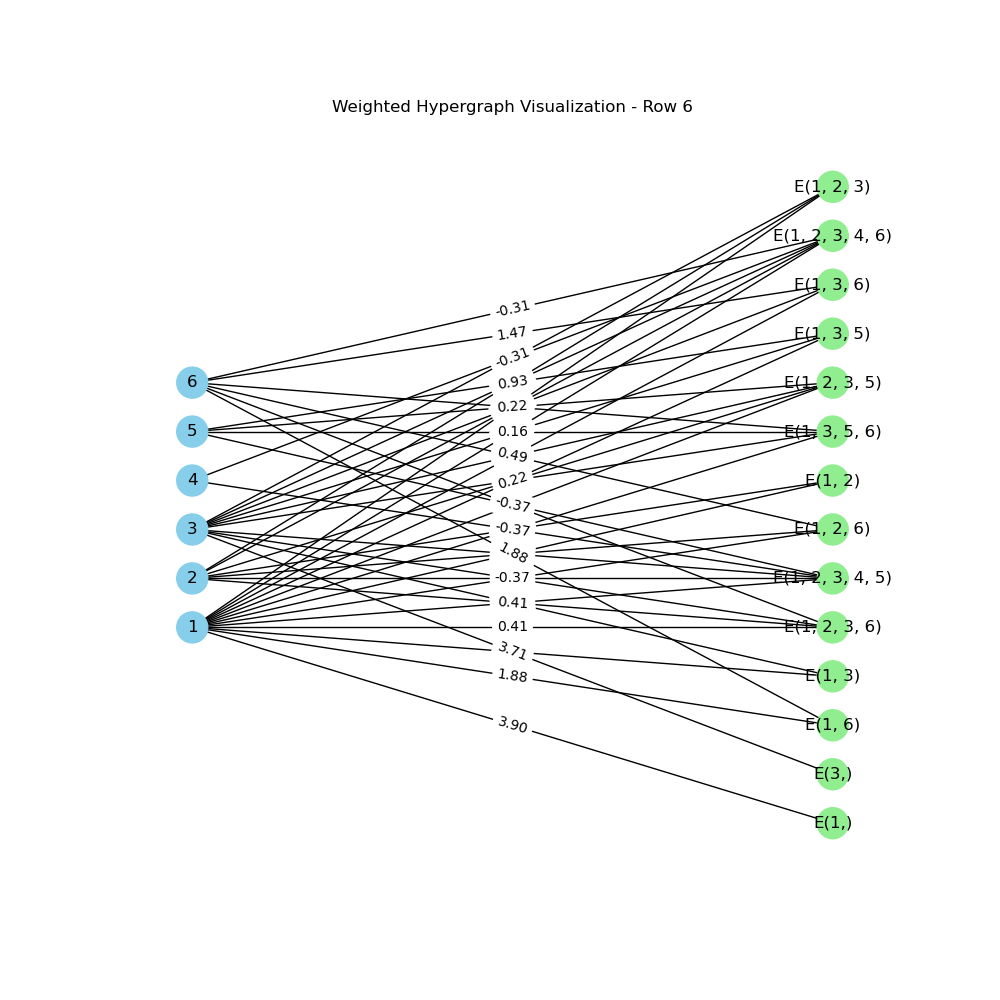 Weighted Hypergraph Visualization - Row 6
E(1, 2, 3)
E(1, 2, 3, 4, 6)
E(1, 3, 6)
-0.31
1.47
E(1, 3, 5)
-0.31
6
0.93
E(1, 2, 3, 5)
0.22
5
0.16
E(1, 3, 5, 6)
0.49
4
0.22
E(1, 2)
-0.37
3
-0.37
E(1, 2, 6)
1.88
2
-0.37
E(1, 2, 3, 4, 5)
0.41
1
0.41
E(1, 2, 3, 6)
3.71
1.88
E(1, 3)
3.90
E(1, 6)
E(3,)
E(1,)